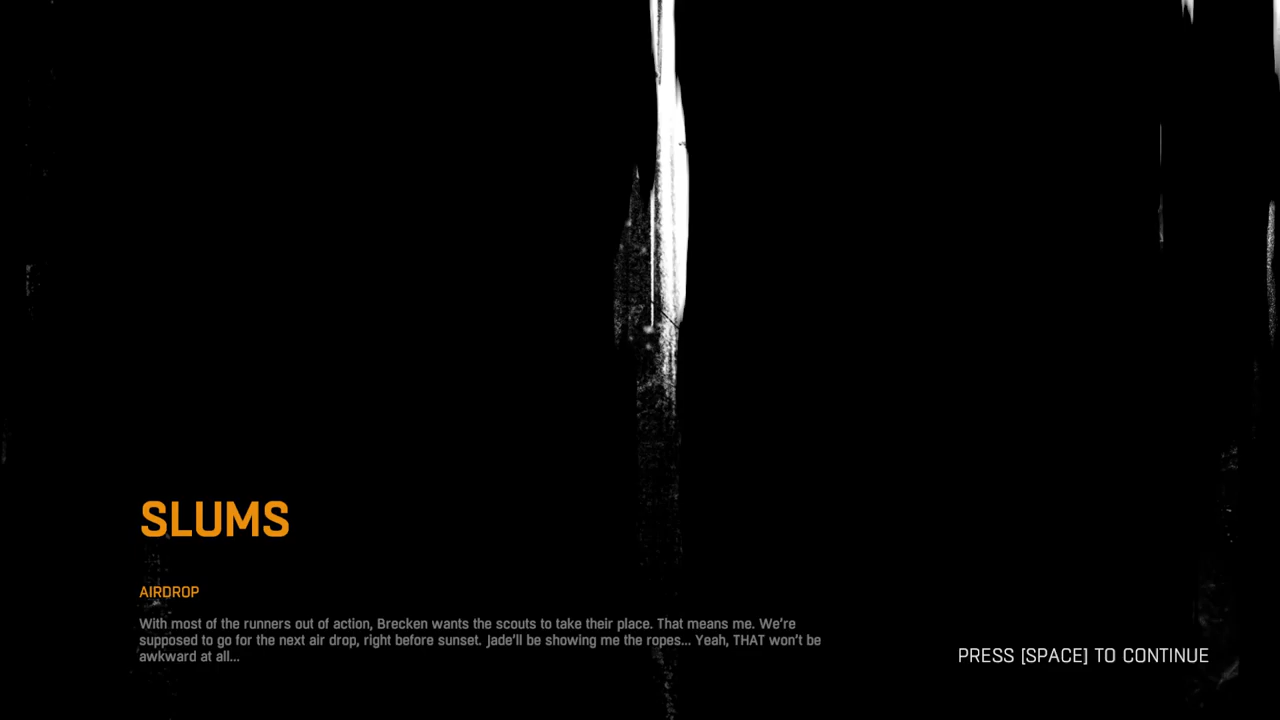 SLUMS
AIRDROP
With most of the runners out of action, Brecken wants the scouts to take their place. That means me. We're
supposed to go for the next air drop, right before sunset. Jade'll be showing me the ropes... Yeah, THAT won't be
awkward at all...
PRESS [SPACE] TO CONTINUE